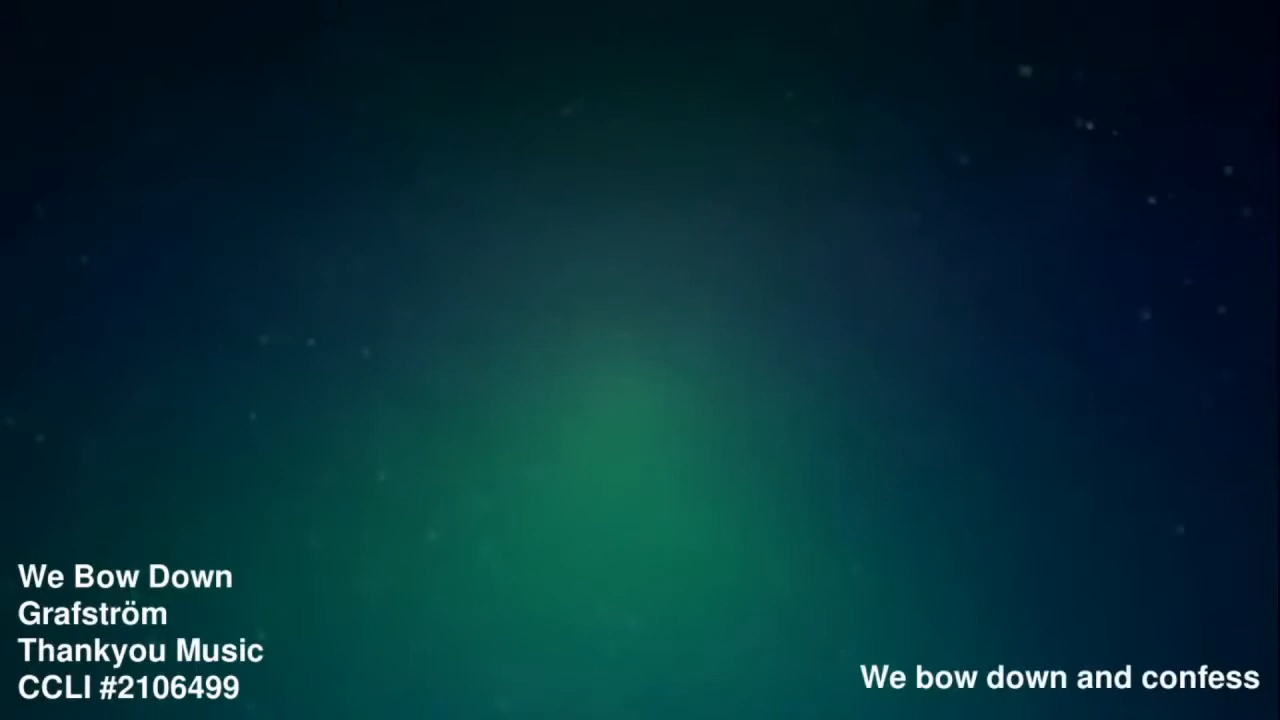 We Bow Down
Grafström
Thankyou Music
CCLI #2106499
We bow down and confess